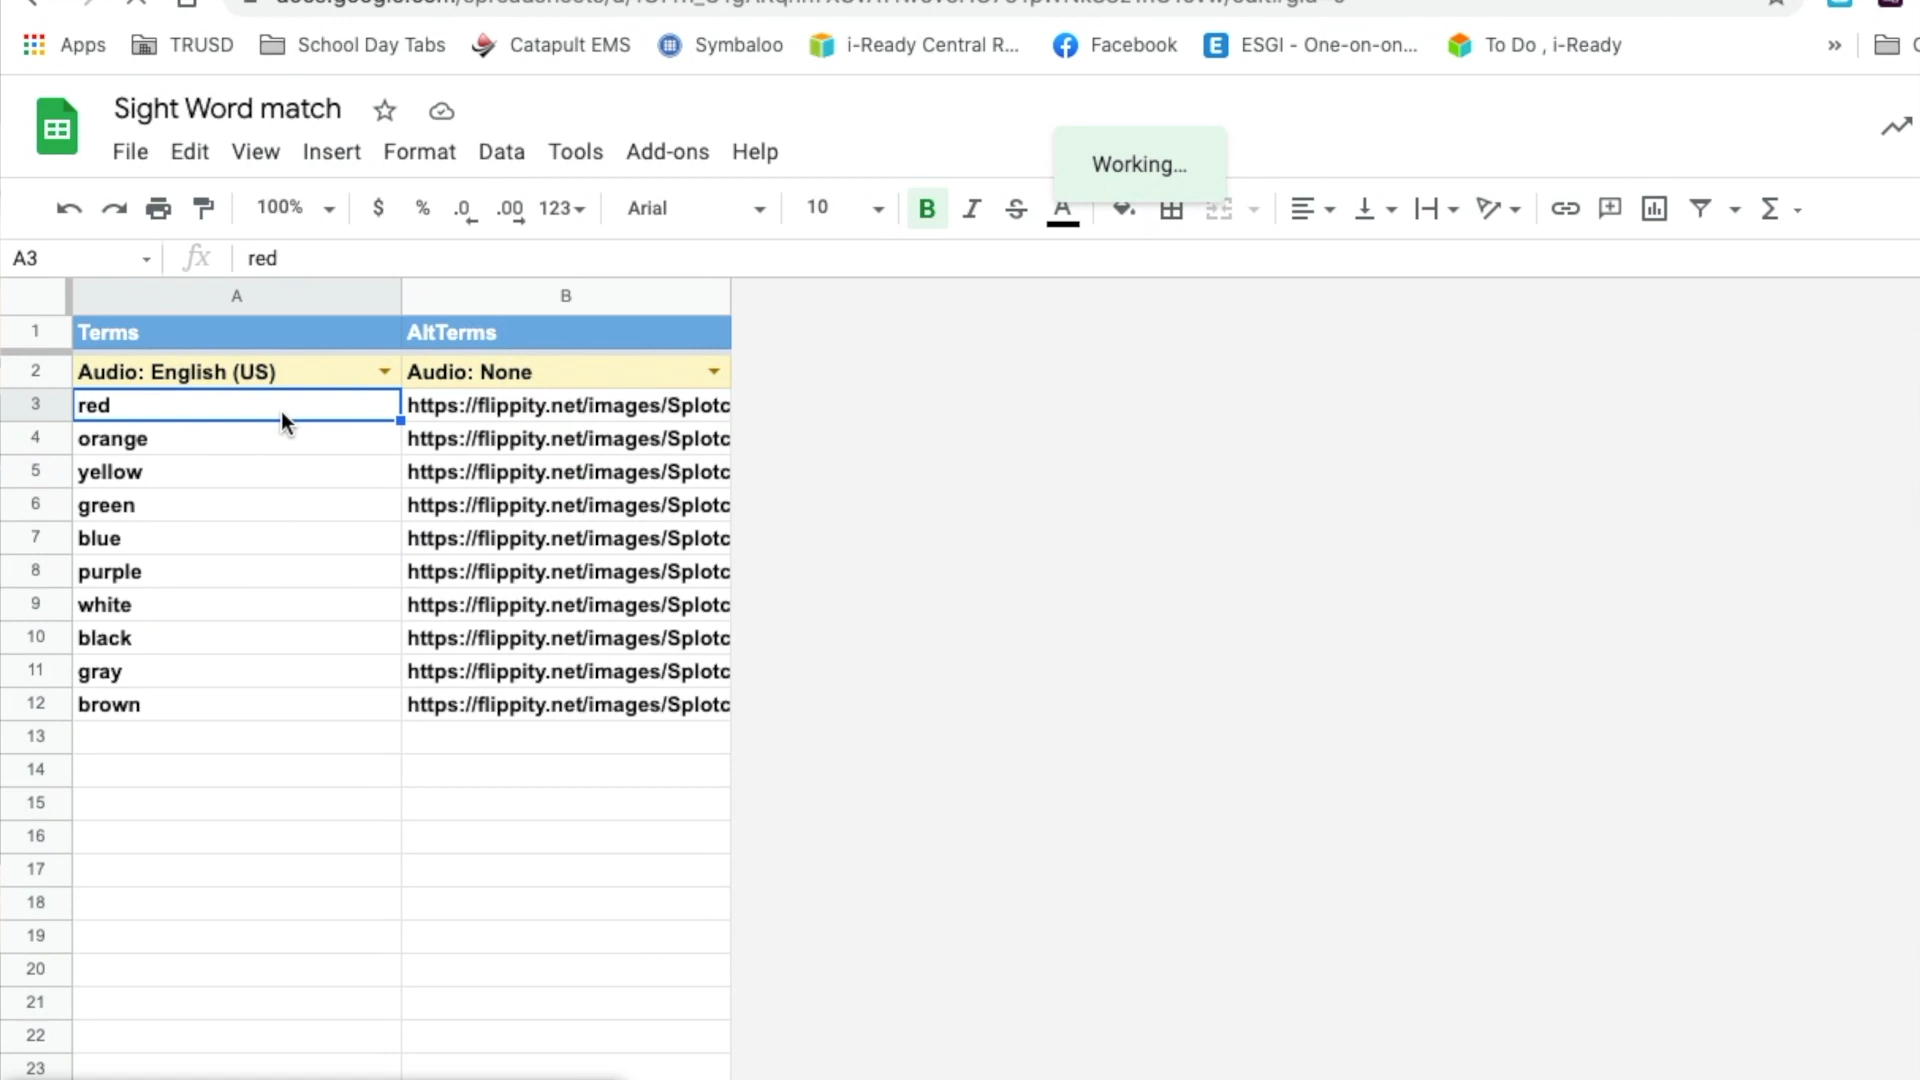 Apps TRUSD School Day Tabs Catapult EMS Symbaloo i-Ready Central R... Facebook ESGI - One-on-on... To Do , i-Ready »
Sight Word match
File Edit View Insert Format Data Tools Add-ons Help
Working...
100% $ % .0 .00 123 Arial 10 B I S A Σ
A3 fx red
A B
1 Terms AltTerms
2 Audio: English (US) Audio: None
3 red https://flippity.net/images/Splotc
4 orange https://flippity.net/images/Splotc
5 yellow https://flippity.net/images/Splotc
6 green https://flippity.net/images/Splotc
7 blue https://flippity.net/images/Splotc
8 purple https://flippity.net/images/Splotc
9 white https://flippity.net/images/Splotc
10 black https://flippity.net/images/Splotc
11 gray https://flippity.net/images/Splotc
12 brown https://flippity.net/images/Splotc
13
14
15
16
17
18
19
20
21
22
23